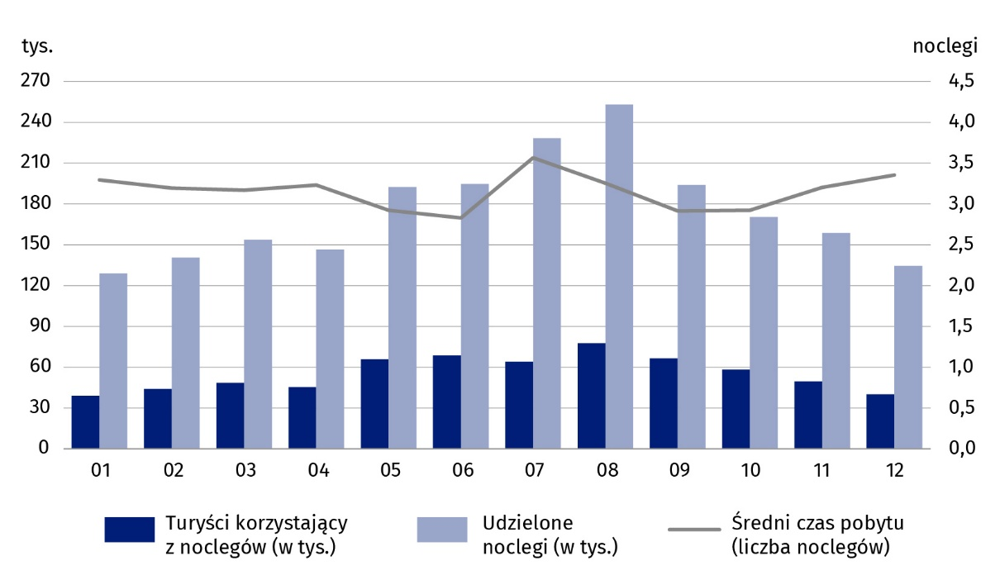 tys. noclegi
270 4,5
240 4,0
210 3,5
180 3,0
150 2,5
120 2,0
90 1,5
60 1,0
30 0,5
0 0,0
01 02 03 04 05 06 07 08 09 10 11 12
Turyści korzystający
z noclegów (w tys.)
Udzielone
noclegi (w tys.)
Średni czas pobytu
(liczba noclegów)